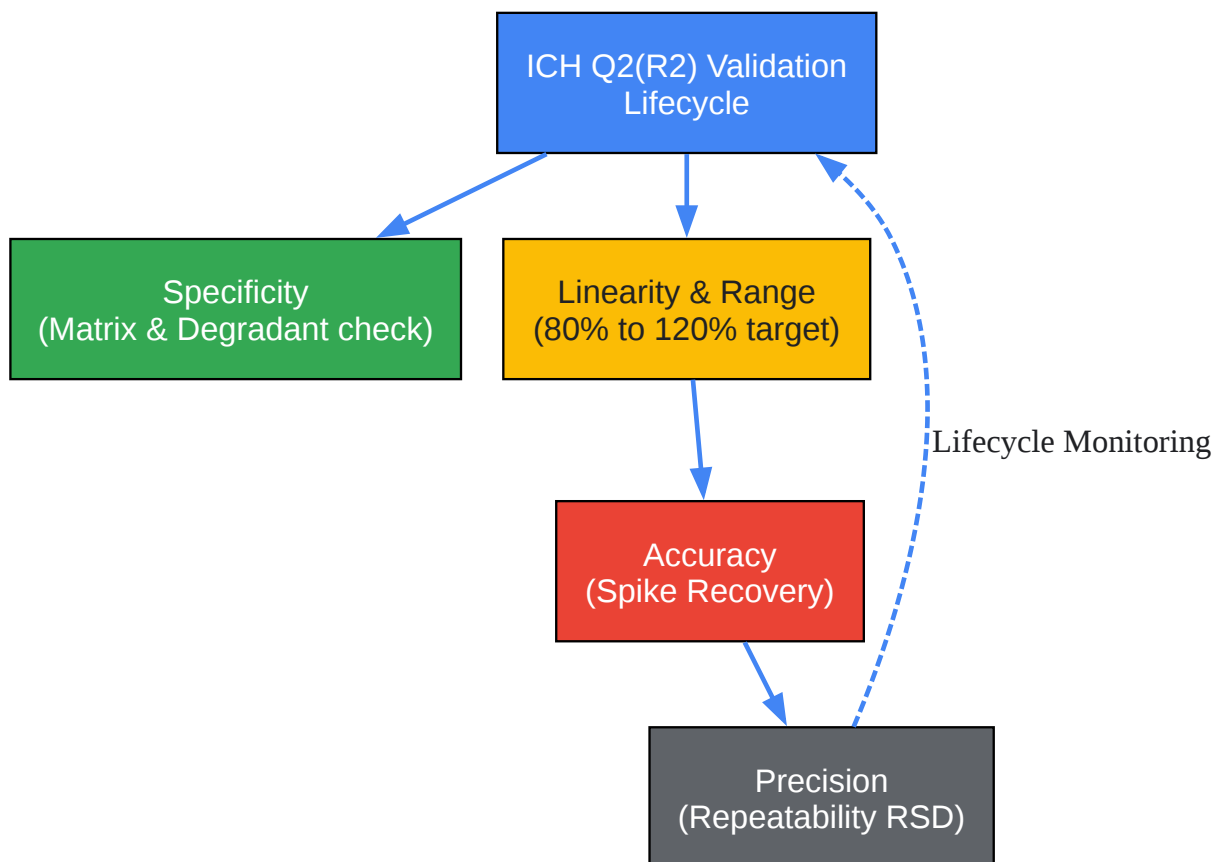 ICH Q2(R2) Validation
Lifecycle
Specificity
(Matrix & Degradant check)
Linearity & Range
(80% to 120% target)
Lifecycle Monitoring
Accuracy
(Spike Recovery)
Precision
(Repeatability RSD)